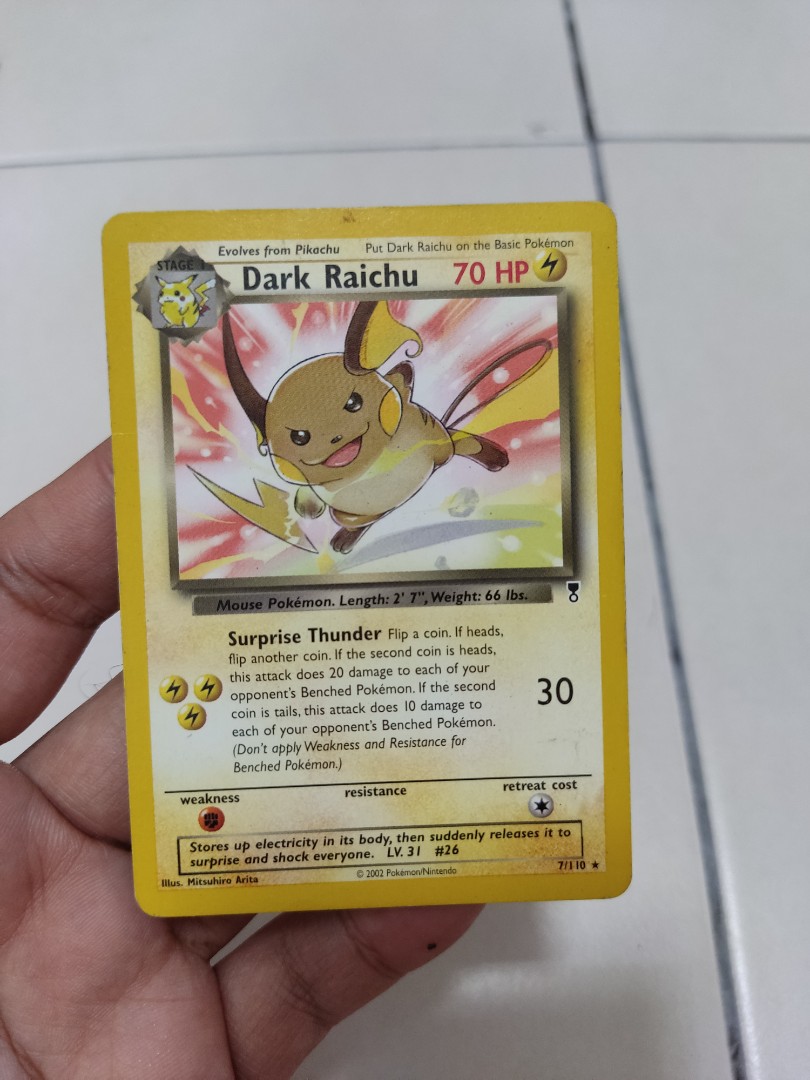 Evolves from Pikachu Put Dark Raichu on the Basic Pokémon
STAGE 1
Dark Raichu 70 HP
Mouse Pokémon. Length: 2' 7", Weight: 66 lbs.
Surprise Thunder Flip a coin. If heads,
flip another coin. If the second coin is heads,
this attack does 20 damage to each of your
opponent's Benched Pokémon. If the second
coin is tails, this attack does 10 damage to
each of your opponent's Benched Pokémon.
(Don't apply Weakness and Resistance for
Benched Pokémon.)
30
weakness resistance retreat cost
Stores up electricity in its body, then suddenly releases it to
surprise and shock everyone. LV. 31 #26
Illus. Mitsuhiro Arita © 2002 Pokémon/Nintendo 7/110 ★